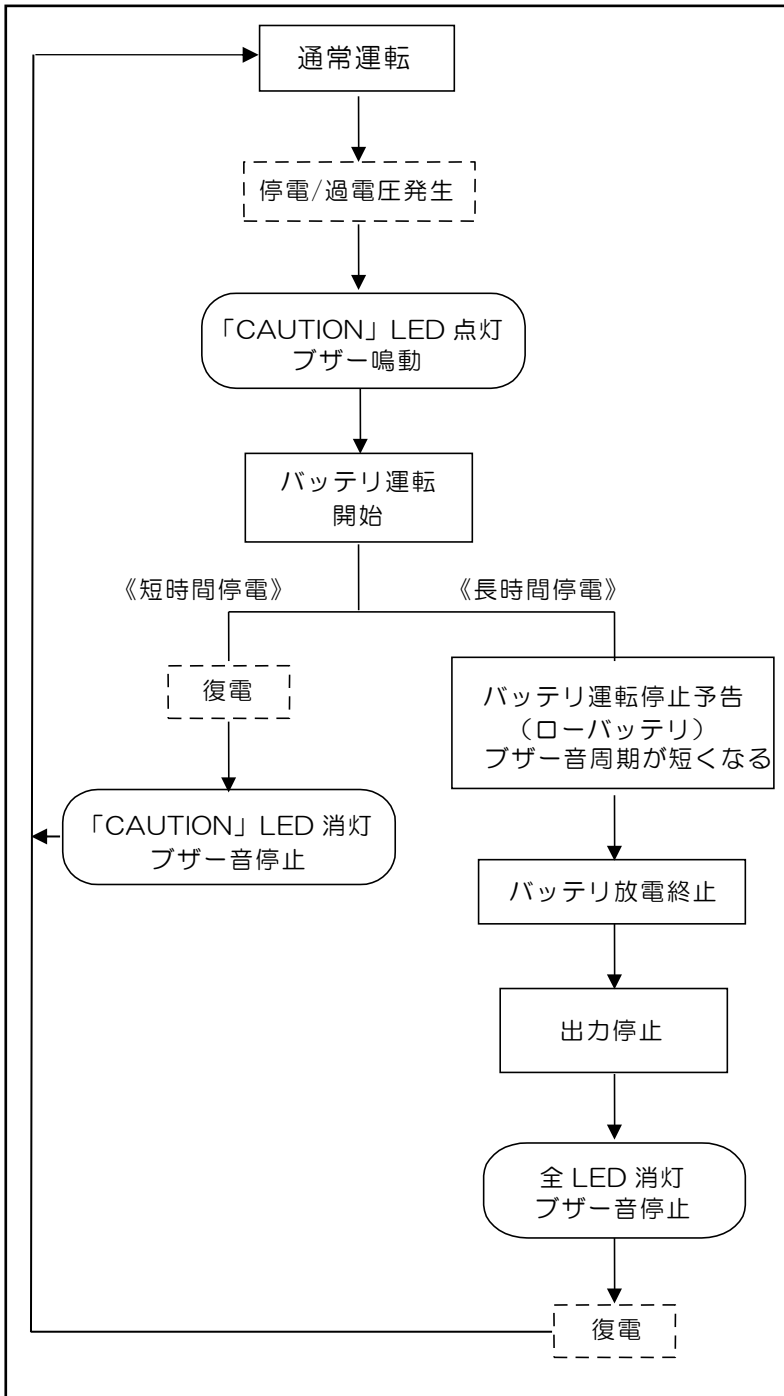 通常運転
停電/過電圧発生
「CAUTION」LED 点灯
ブザー鳴動
バッテリ運転
開始
《短時間停電》
《長時間停電》
復電
「CAUTION」LED 消灯
ブザー音停止
バッテリ運転停止予告
（ローバッテリ）
ブザー音周期が短くなる
バッテリ放電終止
出力停止
全 LED 消灯
ブザー音停止
復電